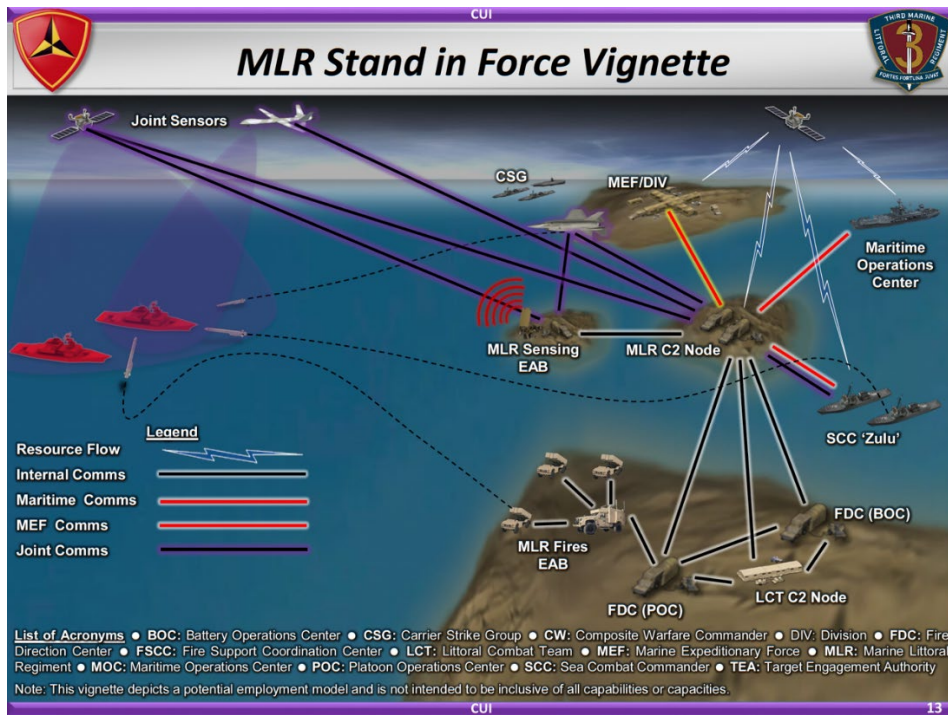 CUI
THIRD MARINE
LITTORAL
REGIMENT
3
FORTES FORTUNA JUVAT
MLR Stand in Force Vignette
Joint Sensors
CSG
MEF/DIV
Maritime
Operations
Center
MLR Sensing
EAB
MLR C2 Node
SCC 'Zulu'
Legend
Resource Flow
Internal Comms
Maritime Comms
MEF Comms
Joint Comms
MLR Fires
EAB
FDC (BOC)
FDC (POC)
LCT C2 Node
List of Acronyms ● BOC: Battery Operations Center ● CSG: Carrier Strike Group ● CW: Composite Warfare Commander ● DIV: Division ● FDC: Fire
Direction Center ● FSCC: Fire Support Coordination Center ● LCT: Littoral Combat Team ● MEF: Marine Expeditionary Force ● MLR: Marine Littoral
Regiment ● MOC: Maritime Operations Center ● POC: Platoon Operations Center ● SCC: Sea Combat Commander ● TEA: Target Engagement Authority
Note: This vignette depicts a potential employment model and is not intended to be inclusive of all capabilities or capacities.
CUI
13